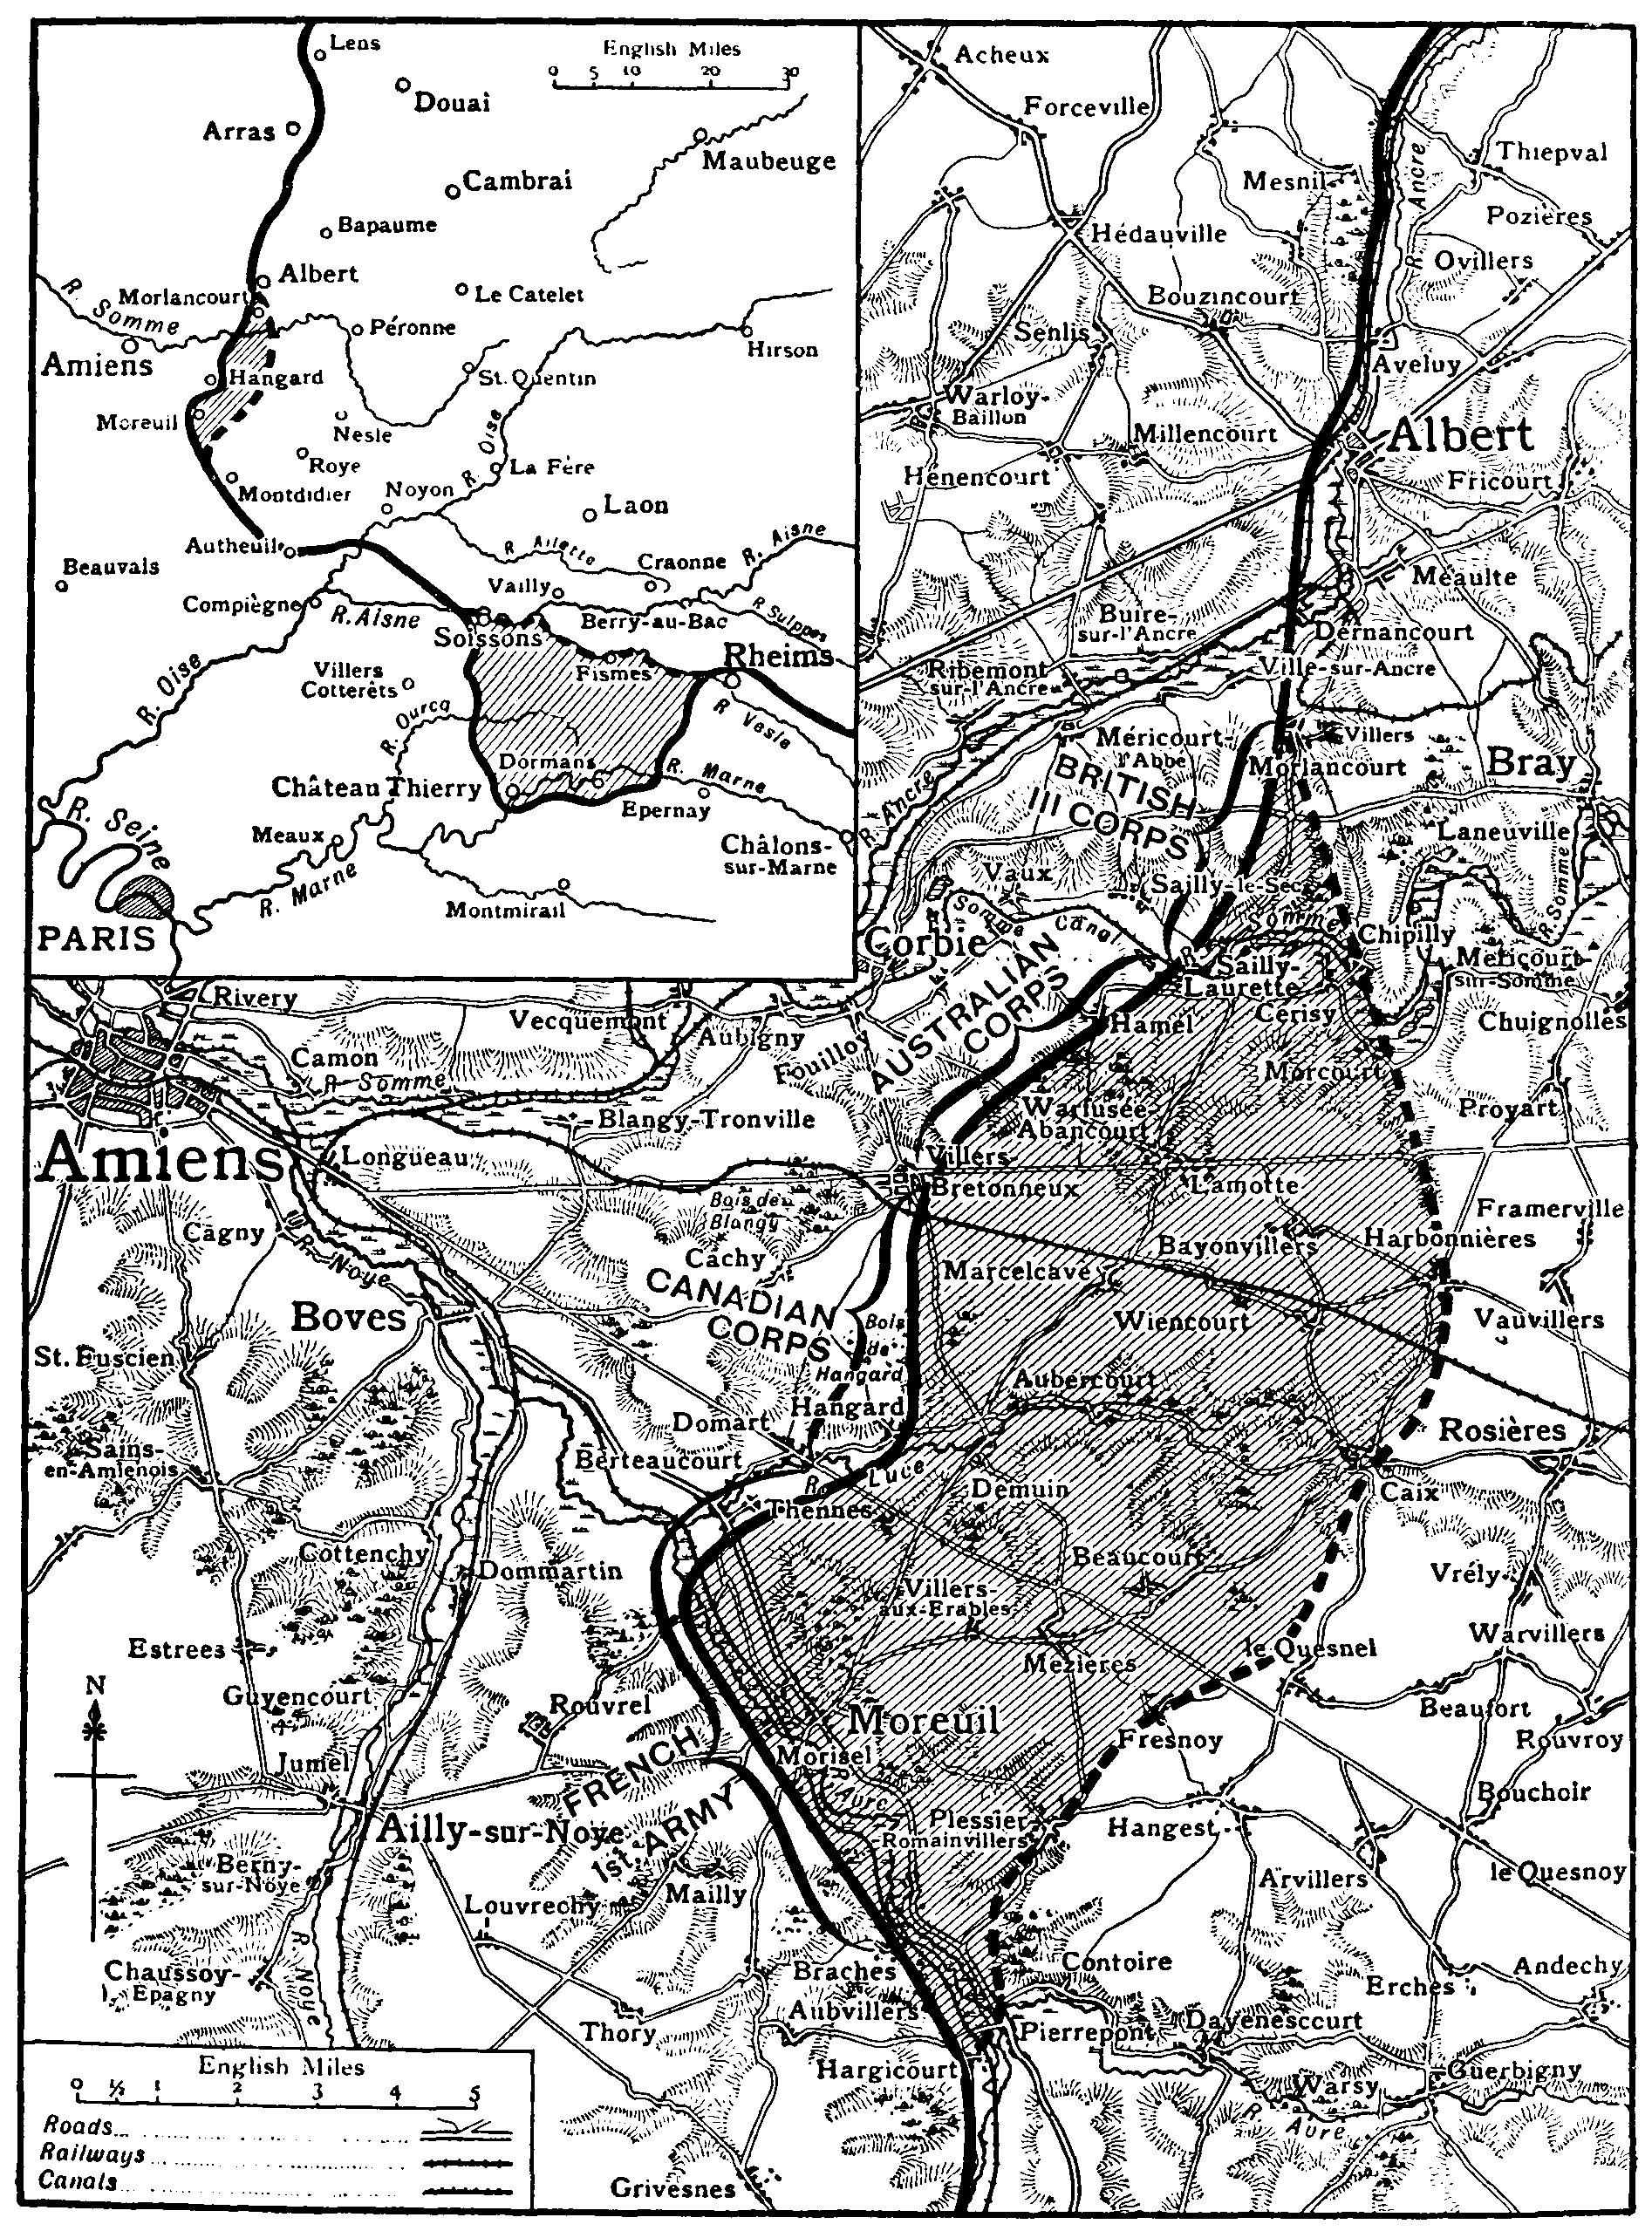 Lens
English Miles
0 5 10 20 30
Douai
Arras
Maubeuge
Cambrai
Bapaume
Albert
R. Somme
Morlancourt
Le Catelet
Péronne
Amiens
Hirson
Hangard
St. Quentin
Moreuil
Nesle
R. Oise
Roye
La Fère
Montdidier
Noyon
Laon
Autheuil
R. Ailette
Craonne
R. Aisne
Beauvais
Vailly
Compiègne
R. Aisne
Berry-au-Bac
R. Suippes
Soissons
Rheims
Villers
Cotterêts
Fismes
R. Oise
R. Ourcq
R. Vesle
Dormans
R. Marne
Château Thierry
Epernay
R. Seine
Meaux
Châlons-
sur-Marne
R. Marne
Montmirail
PARIS
Acheux
Forceville
Thiepval
Mesnil
R. Ancre
Pozières
Hédauville
Ovillers
Bouzincourt
Senlis
Aveluy
Warloy-
Baillon
Albert
Millencourt
Hénencourt
Fricourt
Méaulte
Buire-
sur-l'Ancre
Dernancourt
Ribemont
sur-l'Ancre
Ville-sur-Ancre
Méricourt-
l'Abbé
Villers
Morlancourt
Bray
BRITISH
III CORPS
R. Ancre
Laneuville
Vaux
Sailly-le-Sec
R. Somme
Somme Canal
R. Somme
Corbie
Chipilly
Sailly-
Laurette
Méricourt-
sur-Somme
AUSTRALIAN
CORPS
Rivery
Vecquemont
Hamel
Cerisy
Chuignolles
Aubigny
Camon
Fouilloy
R. Somme
Morcourt
Blangy-Tronville
Warfusée-
Abancourt
Proyart
Amiens
Longueau
Villers-
Bretonneux
Lamotte
Bois de
Blangy
Framerville
Cagny
R. Noye
Bayonvillers
Harbonnières
Cachy
Marcelcave
CANADIAN
CORPS
Boves
Bois
de
Hangard
Wiencourt
Vauvillers
St. Fuscien
Aubercourt
Hangard
Domart
Rosières
Sains-
en-Amienois
Berteaucourt
R. Luce
Demuin
Caix
Thennes
Cottenchy
Dommartin
Beaucourt
Villers-
aux-Erables
Vrély
Estrees
le Quesnel
Warvillers
Mezières
N
Guyencourt
Rouvrel
Moreuil
Beaufort
Fresnoy
Rouvroy
Jumel
FRENCH
1st. ARMY
Morisel
R. Avre
Bouchoir
Ailly-sur-Noye
Plessier
Romainvillers
Hangest
Berny-
sur-Noye
le Quesnoy
Arvillers
Louvrechy
Mailly
R. Noye
Chaussoy-
Epagny
Braches
Contoire
Erches
Andechy
Aubvillers
Thory
Pierrepont
Davenescourt
Hargicourt
Guerbigny
Warsy
R. Avre
Grivesnes
English Miles
0 ½ 1 2 3 4 5
Roads
Railways
Canals